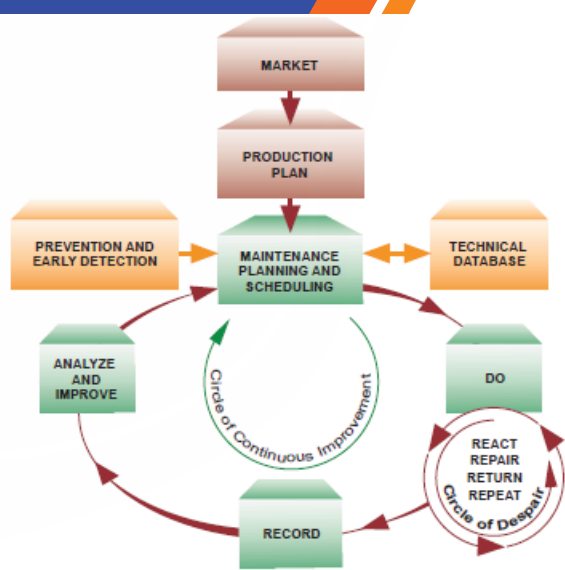 MARKET
PRODUCTION
PLAN
PREVENTION AND
EARLY DETECTION
MAINTENANCE
PLANNING AND
SCHEDULING
TECHNICAL
DATABASE
ANALYZE
AND
IMPROVE
Circle of Continuous Improvement
DO
REACT
REPAIR
RETURN
REPEAT
Circle of Despair
RECORD